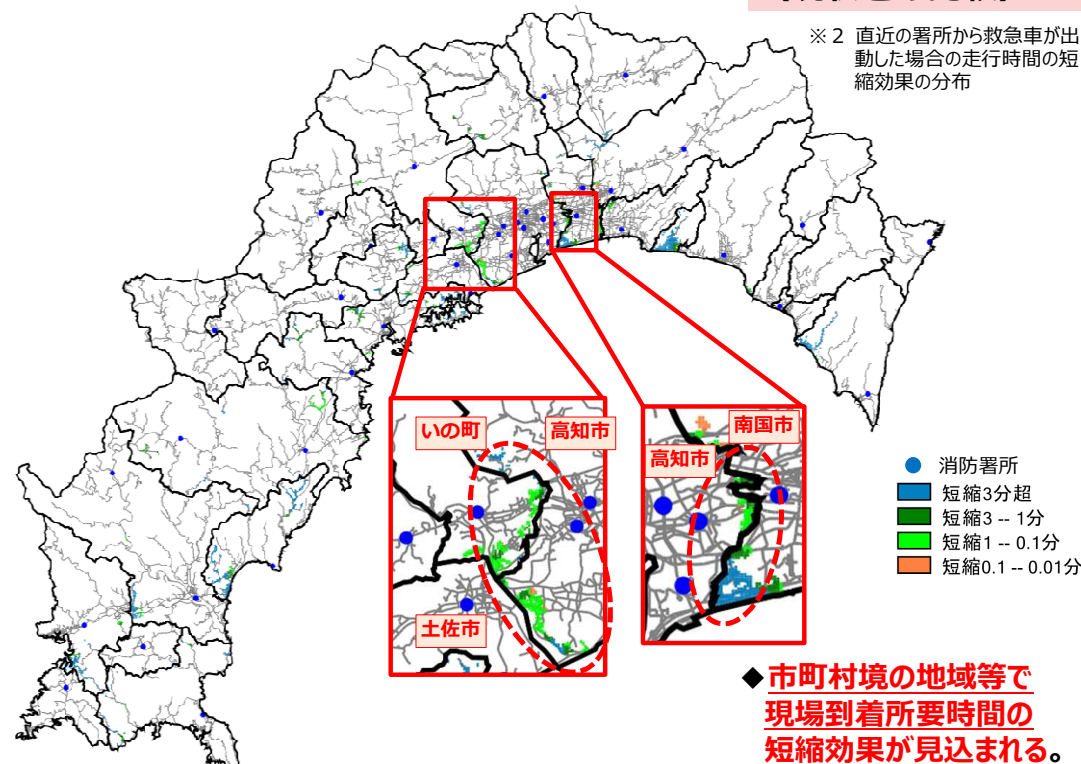 ※2 直近の署所から救急車が出
動した場合の走行時間の短
縮効果の分布
いの町
高知市
土佐市
南国市
高知市
消防署所
短縮3分超
短縮3 -- 1分
短縮1 -- 0.1分
短縮0.1 -- 0.01分
◆市町村境の地域等で
現場到着所要時間の
短縮効果が見込まれる。